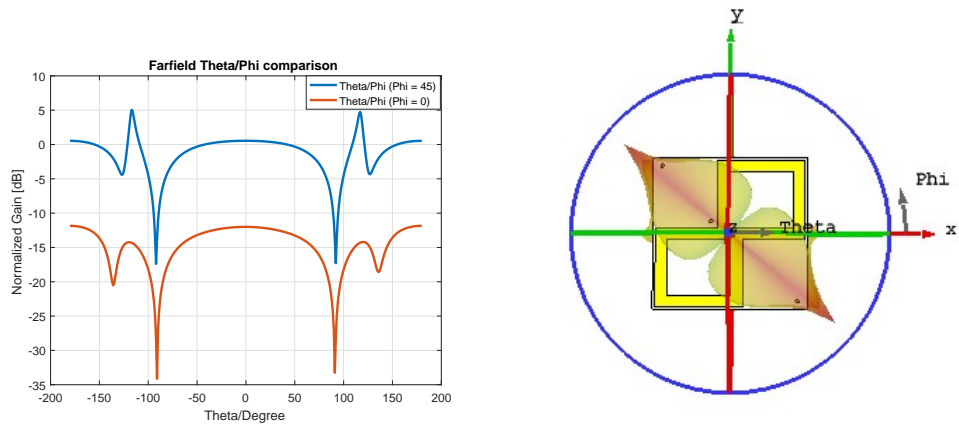 Farfield Theta/Phi comparison
Theta/Phi (Phi = 45)
Theta/Phi (Phi = 0)
10
5
0
-5
-10
-15
-20
-25
-30
-35
Normalized Gain [dB]
-200
-150
-100
-50
0
50
100
150
200
Theta/Degree
y
Phi
z
Theta
x